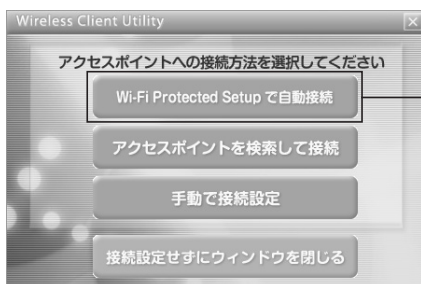 Wireless Client Utility
アクセスポイントへの接続方法を選択してください
Wi-Fi Protected Setup で自動接続
アクセスポイントを検索して接続
手動で接続設定
接続設定せずにウィンドウを閉じる